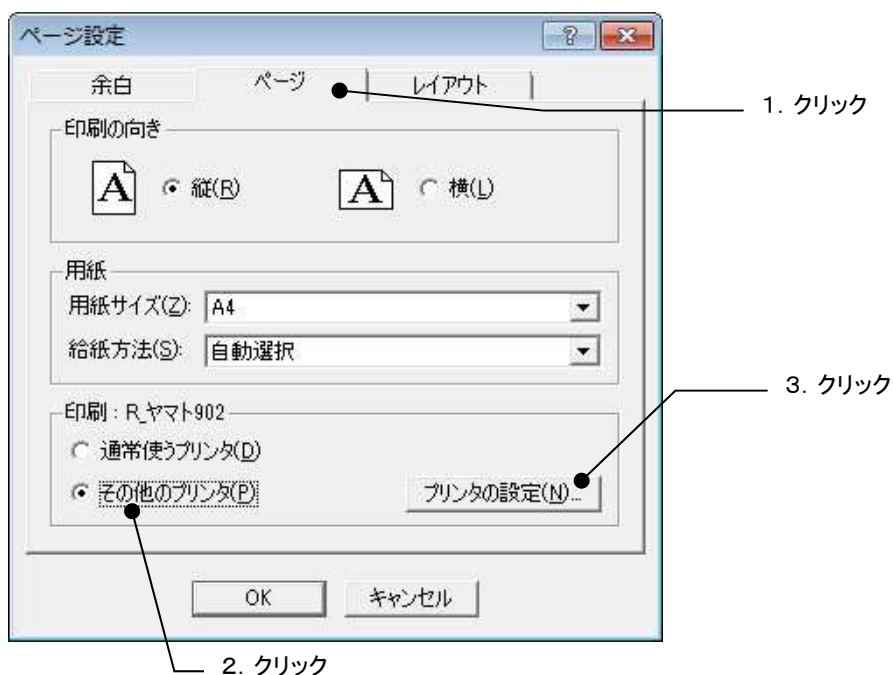 ページ設定
余白 ページ レイアウト
1. クリック
印刷の向き
A 縦(R) A 横(L)
用紙
用紙サイズ(Z): A4
給紙方法(S): 自動選択
3. クリック
印刷 : R_ヤマト902
通常使うプリンタ(D)
その他のプリンタ(P) プリンタの設定(N)...
OK キャンセル
2. クリック